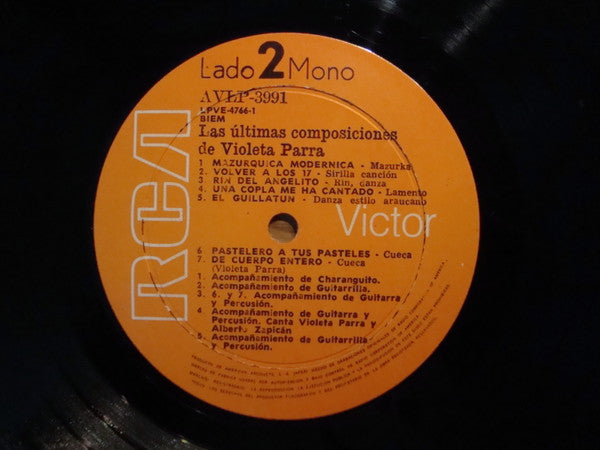 Lado 2 Mono
AVLP-3991
LPVE-4766-1
BIEM
Las últimas composiciones
de Violeta Parra
1 MAZURQUICA MODERNICA - Mazurka
2. VOLVER A LOS 17 - Sirilla canción
3. RIN DEL ANGELITO - Rin, danza
4. UNA COPLA ME HA CANTADO - Lamento
5. EL GUILLATUN - Danza estilo araucano
RCA
Victor
6 PASTELERO A TUS PASTELES - Cueca
7. DE CUERPO ENTERO - Cueca
(Violeta Parra)
1. Acompañamiento de Charanguito.
2. Acompañamiento de Guitarrilla.
3. 6. y 7. Acompañamiento de Guitarra
y Percusión.
4 Acompañamiento de Guitarra y
Percusión. Canta Violeta Parra y
Alberto Zapicán
5 Acompañamiento de Guitarrilla
y Percusión.